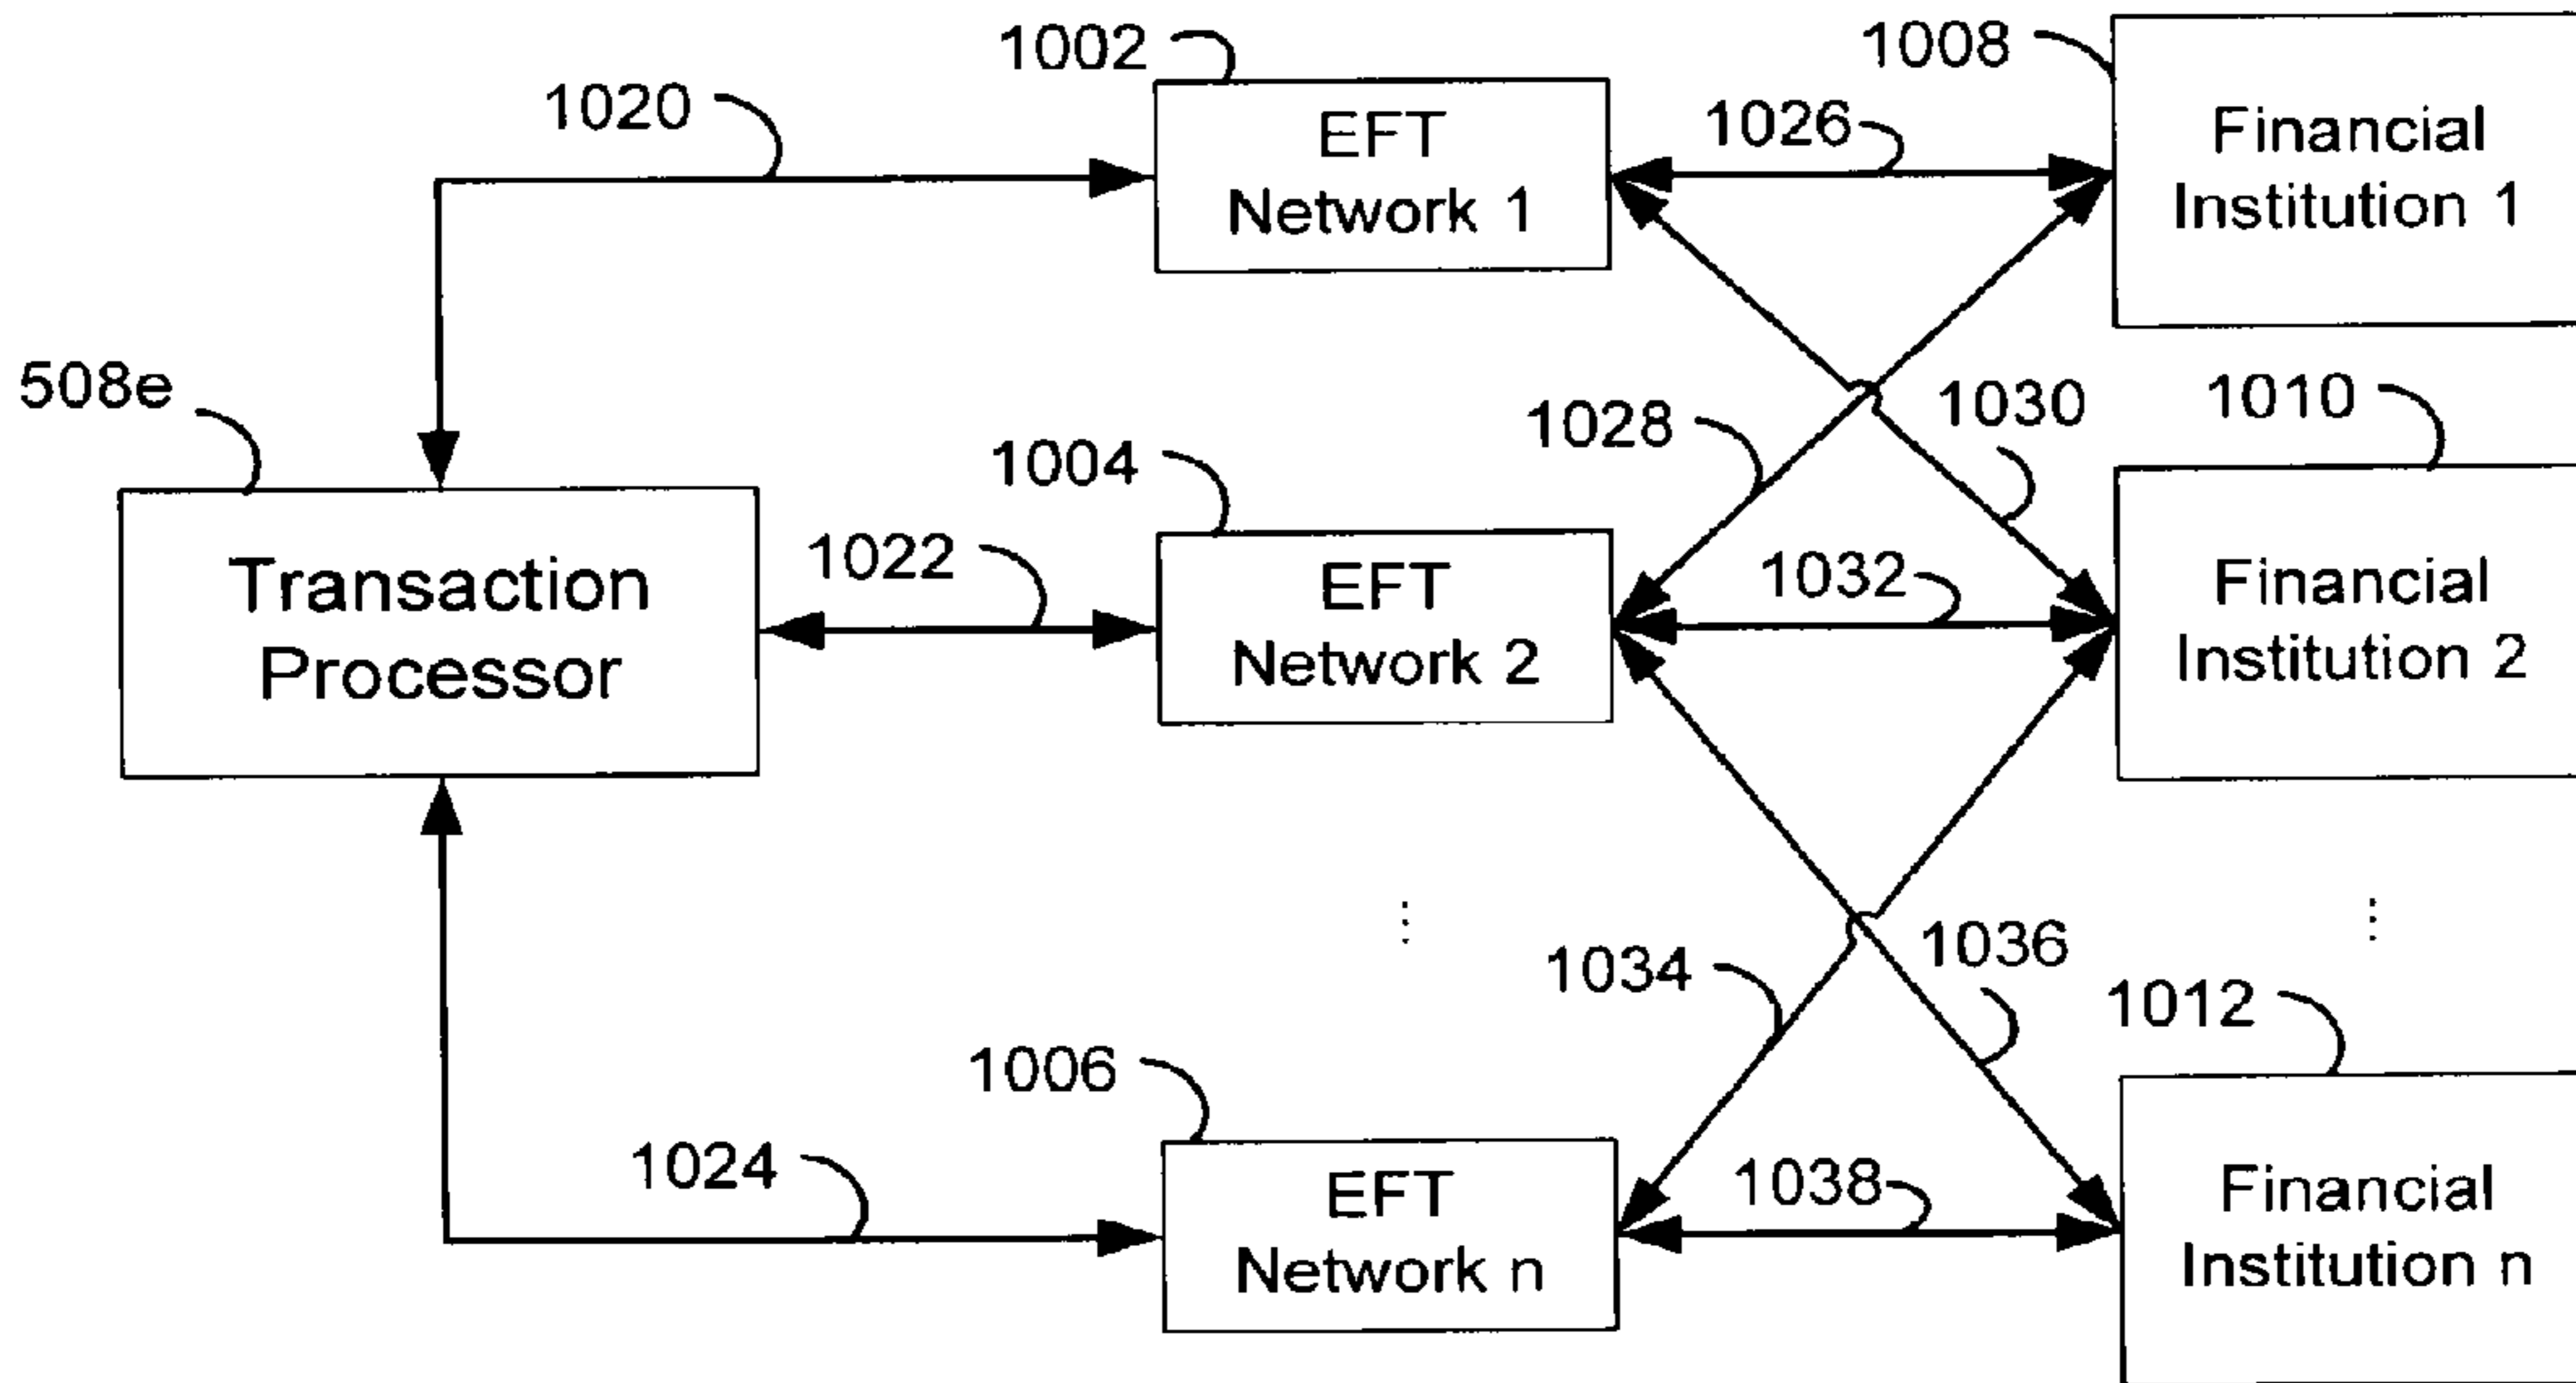 1002
1008
1020
EFT
Network 1
1026
Financial
Institution 1
508e
1004
1028
1030
1010
Transaction
Processor
1022
EFT
Network 2
1032
Financial
Institution 2
⋮
⋮
1006
1034
1036
1012
1024
EFT
Network n
1038
Financial
Institution n